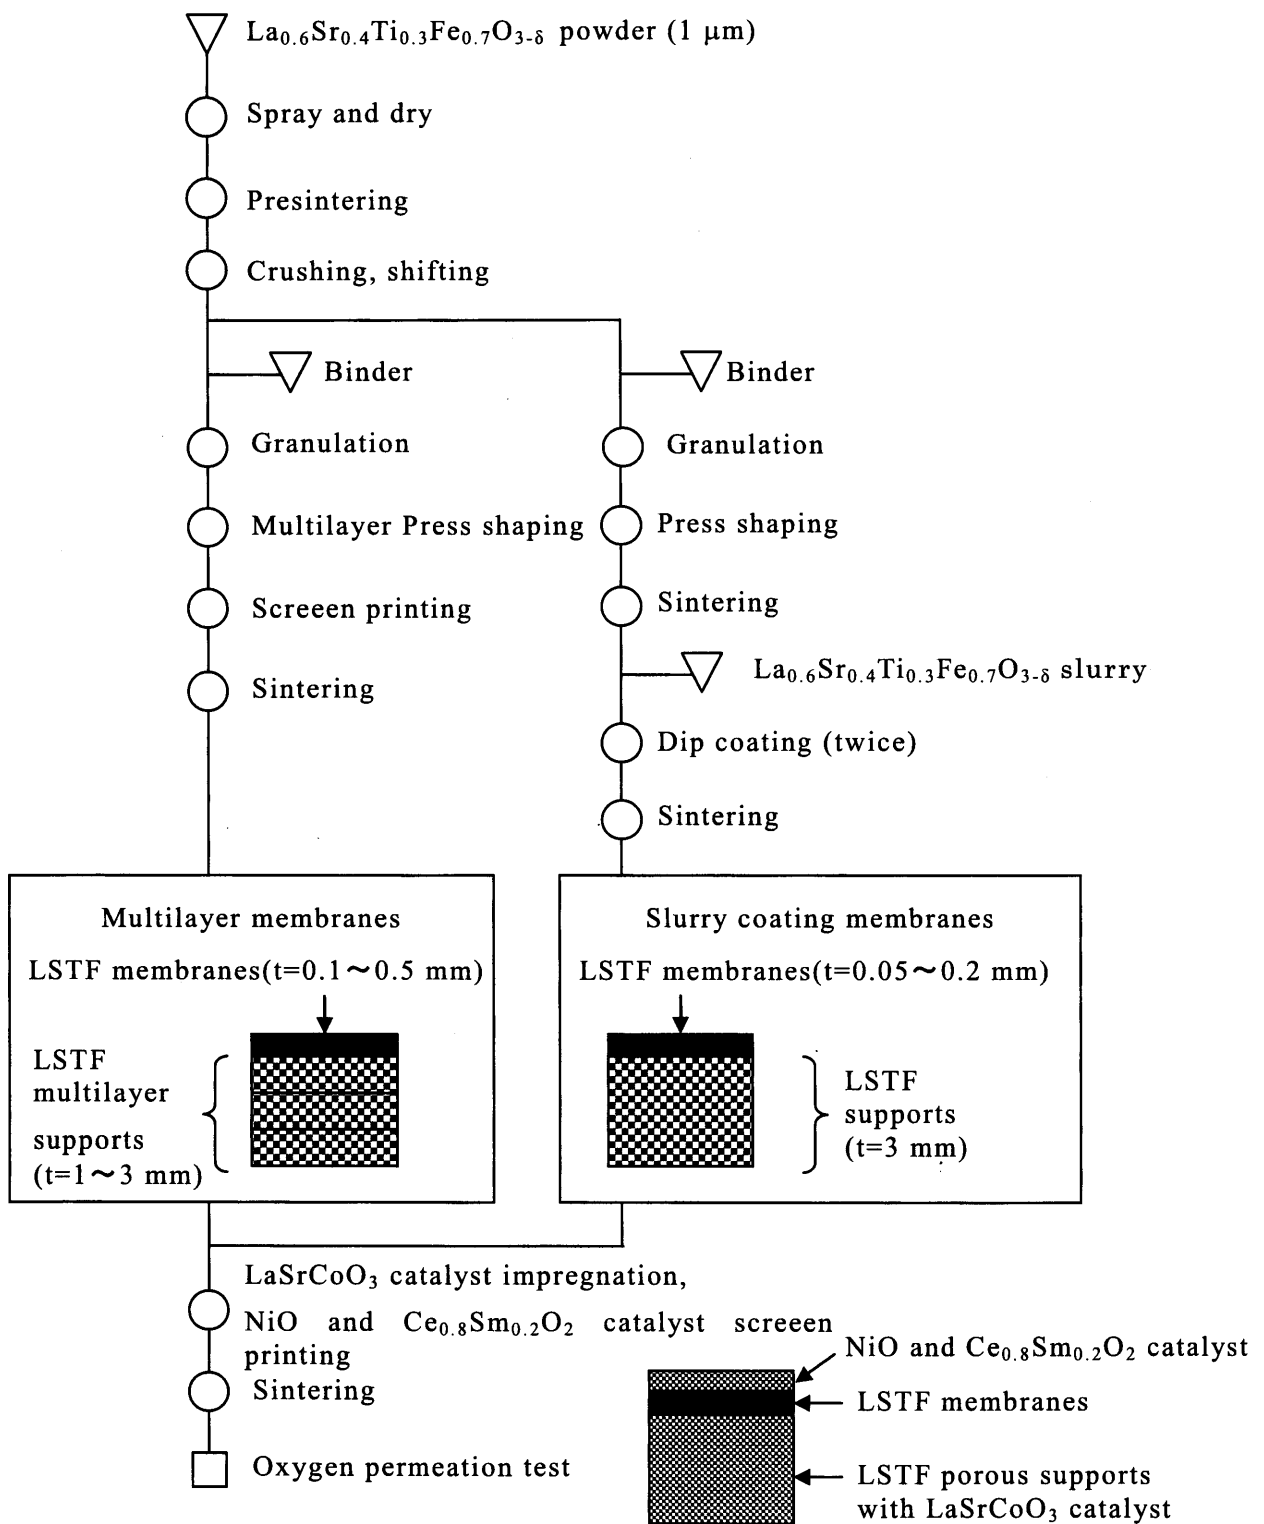 La₀.₆Sr₀.₄Ti₀.₃Fe₀.₇O₃₋δ powder (1 μm)
Spray and dry
Presintering
Crushing, shifting
Binder
Binder
Granulation
Granulation
Multilayer Press shaping
Press shaping
Screeen printing
Sintering
Sintering
La₀.₆Sr₀.₄Ti₀.₃Fe₀.₇O₃₋δ slurry
Dip coating (twice)
Sintering
Multilayer membranes
LSTF membranes(t=0.1～0.5 mm)
LSTF
multilayer
supports
(t=1～3 mm)
Slurry coating membranes
LSTF membranes(t=0.05～0.2 mm)
LSTF
supports
(t=3 mm)
LaSrCoO₃ catalyst impregnation,
NiO and Ce₀.₈Sm₀.₂O₂ catalyst screeen
printing
Sintering
Oxygen permeation test
NiO and Ce₀.₈Sm₀.₂O₂ catalyst
LSTF membranes
LSTF porous supports
with LaSrCoO₃ catalyst